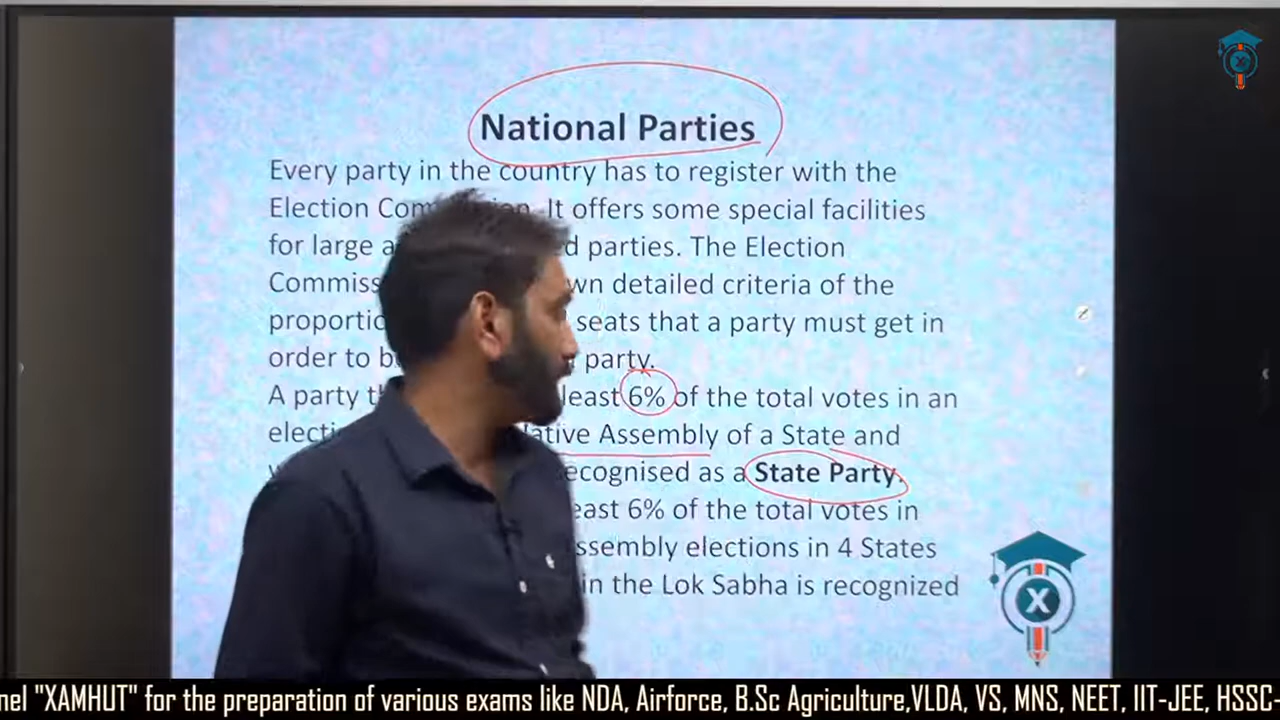 National Parties
Every party in the country has to register with the
Election Com n. It offers some special facilities
for large a d parties. The Election
Commiss wn detailed criteria of the
proportio seats that a party must get in
order to b party.
A party t least 6% of the total votes in an
electi lative Assembly of a State and
ecognised as a State Party.
east 6% of the total votes in
ssembly elections in 4 States
in the Lok Sabha is recognized
X
X
nel "XAMHUT" for the preparation of various exams like NDA, Airforce, B.Sc Agriculture,VLDA, VS, MNS, NEET, IIT-JEE, HSSC-